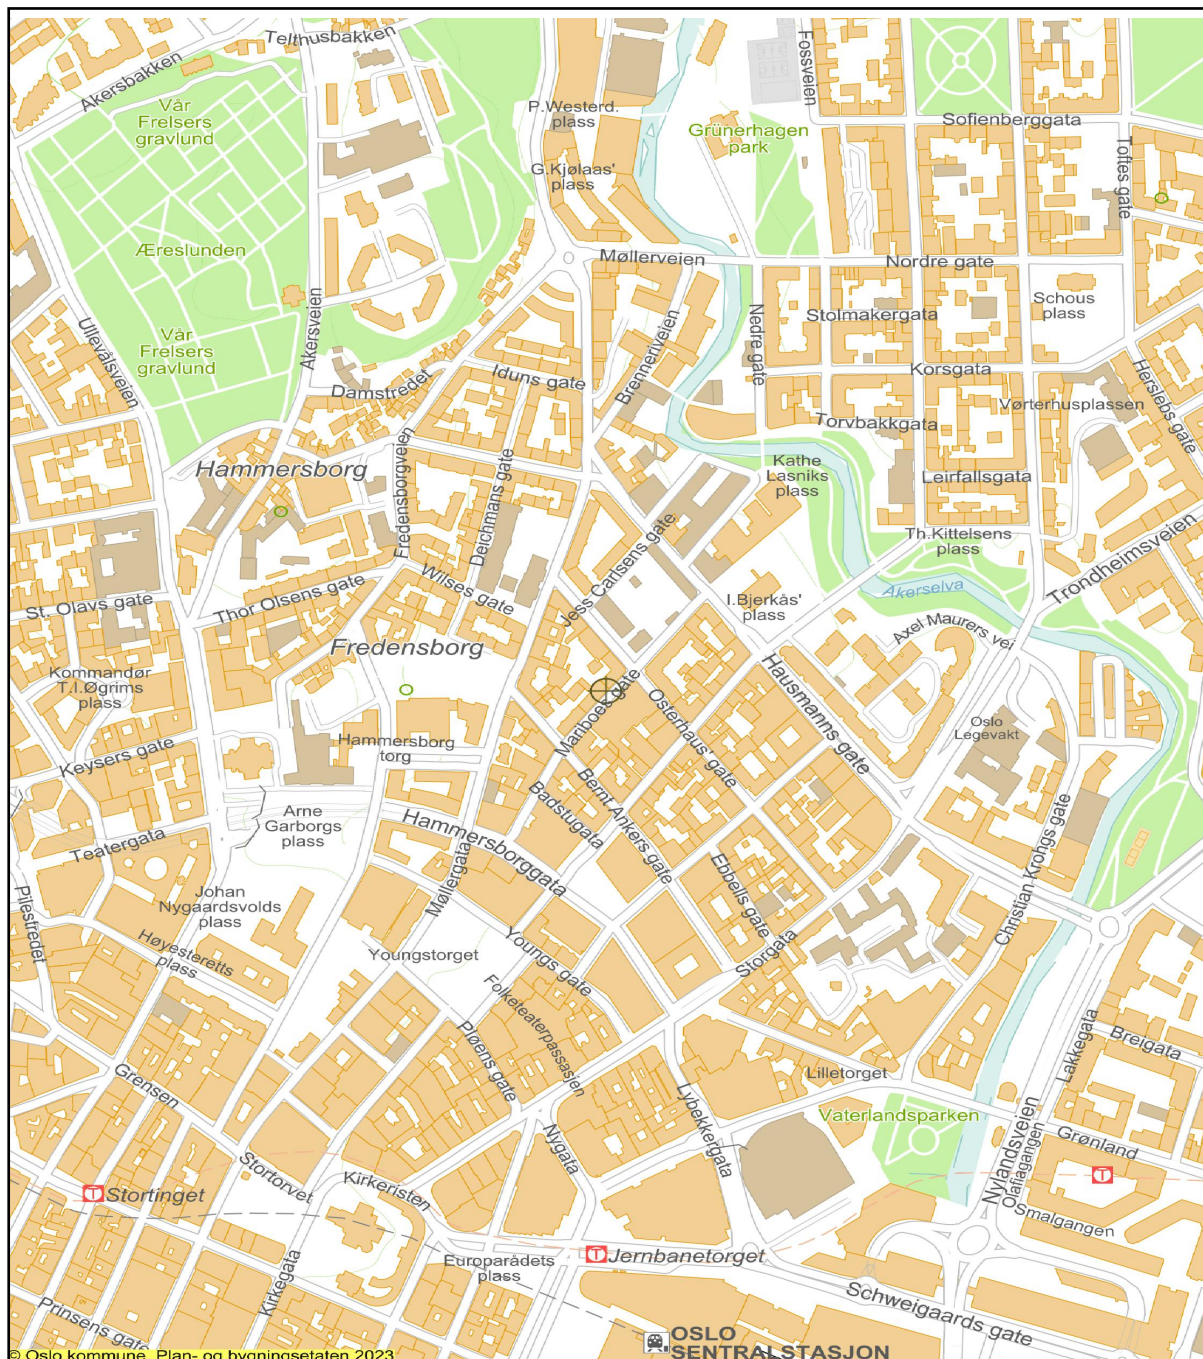 Telthusbakken
Akersbakken
Fossveien
Vår
Frelsers
gravlund
P.Westerd.
plass
Grünerhagen
park
Sofienberggata
Toftes gate
G.Kjølaas'
plass
Æreslunden
Møllerveien
Nordre gate
Ullevålsveien
Akersveien
Vår
Frelsers
gravlund
Brenneriveien
Nedre gate
Stolmakergata
Schous
plass
Damstredet
Iduns gate
Korsgata
Herslebs gate
Vørterhusplassen
Torvbakkgata
Hammersborg
Fredensborgveien
Deichmans gate
Kathe
Lasniks
plass
Leirfallsgata
Jess Carlsens gate
Th.Kittelsens
plass
Trondheimsveien
St. Olavs gate
Thor Olsens gate
Wilses gate
I.Bjerkås'
plass
Akerselva
Axel Maurers vei
Fredensborg
Kommandør
T.I.Øgrims
plass
Mariboes gate
Osterhaus' gate
Hausmanns gate
Oslo
Legevakt
Keysers gate
Hammersborg
torg
Badstugata
Bernt Ankers gate
Arne
Garborgs
plass
Hammersborggata
Teatergata
Møllergata
Ebbells gate
Christian Krohgs gate
Pilestredet
Johan
Nygaardsvolds
plass
Høyesteretts
plass
Youngstorget
Youngs gate
Storgata
Folketeaterpassasjen
Pløens gate
Lakkegata
Breigata
Grensen
Lilletorget
Lybekkergata
Vaterlandsparken
Nygata
Nylandsveien
Olafiagangen
Grønland
Stortorvet
Kirkeristen
T Stortinget
T
Smalgangen
Kirkegata
Europarådets
plass
T Jernbanetorget
Schweigaards gate
Prinsens gate
OSLO
SENTRALSTASJON
© Oslo kommune, Plan- og bygningsetaten 2023